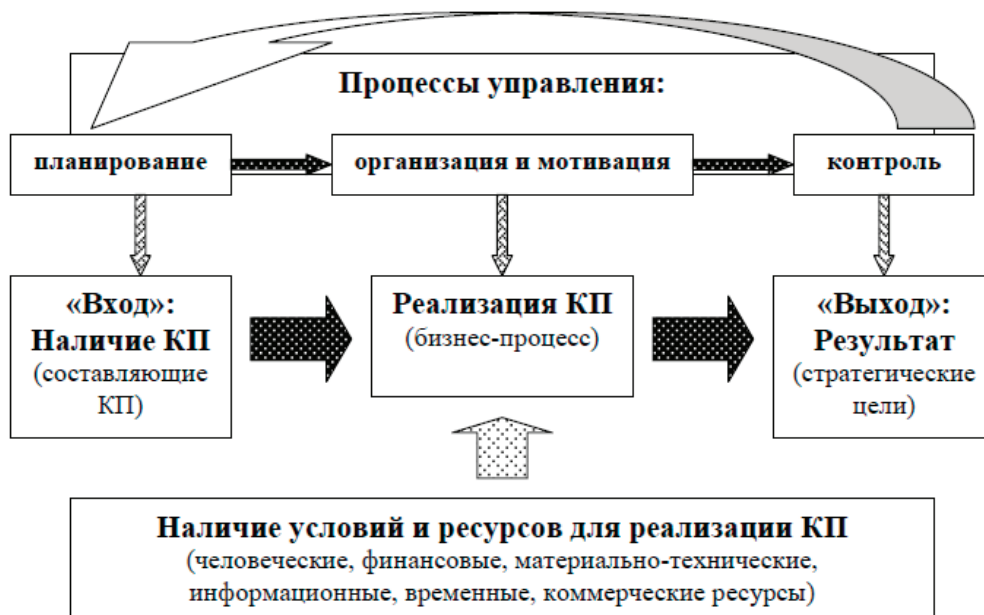 Процессы управления:
планирование
организация и мотивация
контроль
«Вход»:
Наличие КП
(составляющие
КП)
Реализация КП
(бизнес-процесс)
«Выход»:
Результат
(стратегические
цели)
Наличие условий и ресурсов для реализации КП
(человеческие, финансовые, материально-технические,
информационные, временные, коммерческие ресурсы)